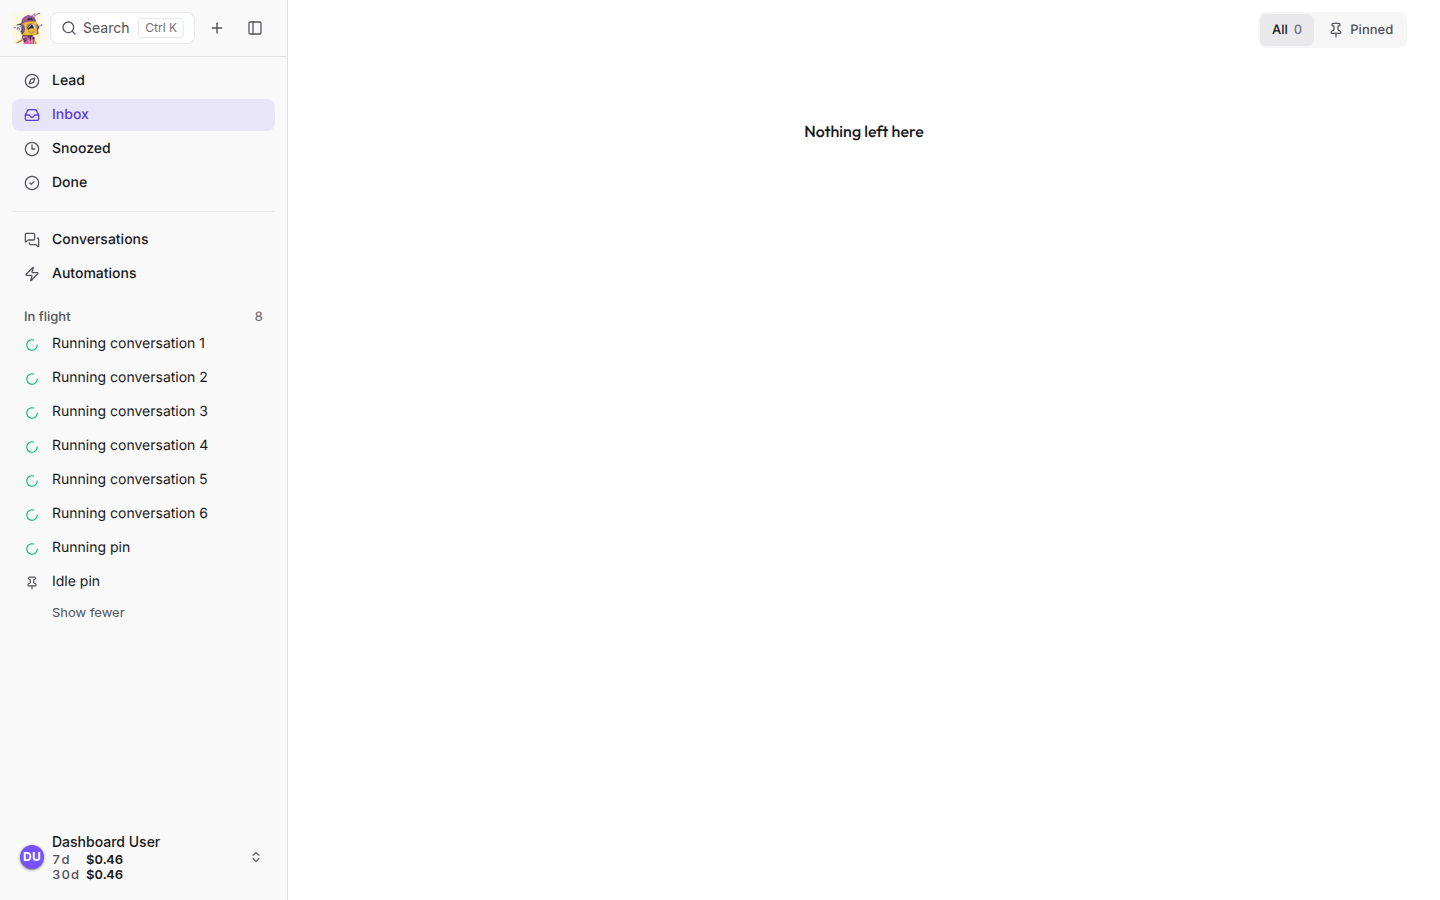 Search Ctrl K
All 0 Pinned
Lead
Inbox
Snoozed
Done
Conversations
Automations
In flight 8
Running conversation 1
Running conversation 2
Running conversation 3
Running conversation 4
Running conversation 5
Running conversation 6
Running pin
Idle pin
Show fewer
Nothing left here
DU
Dashboard User
7d $0.46
30d $0.46